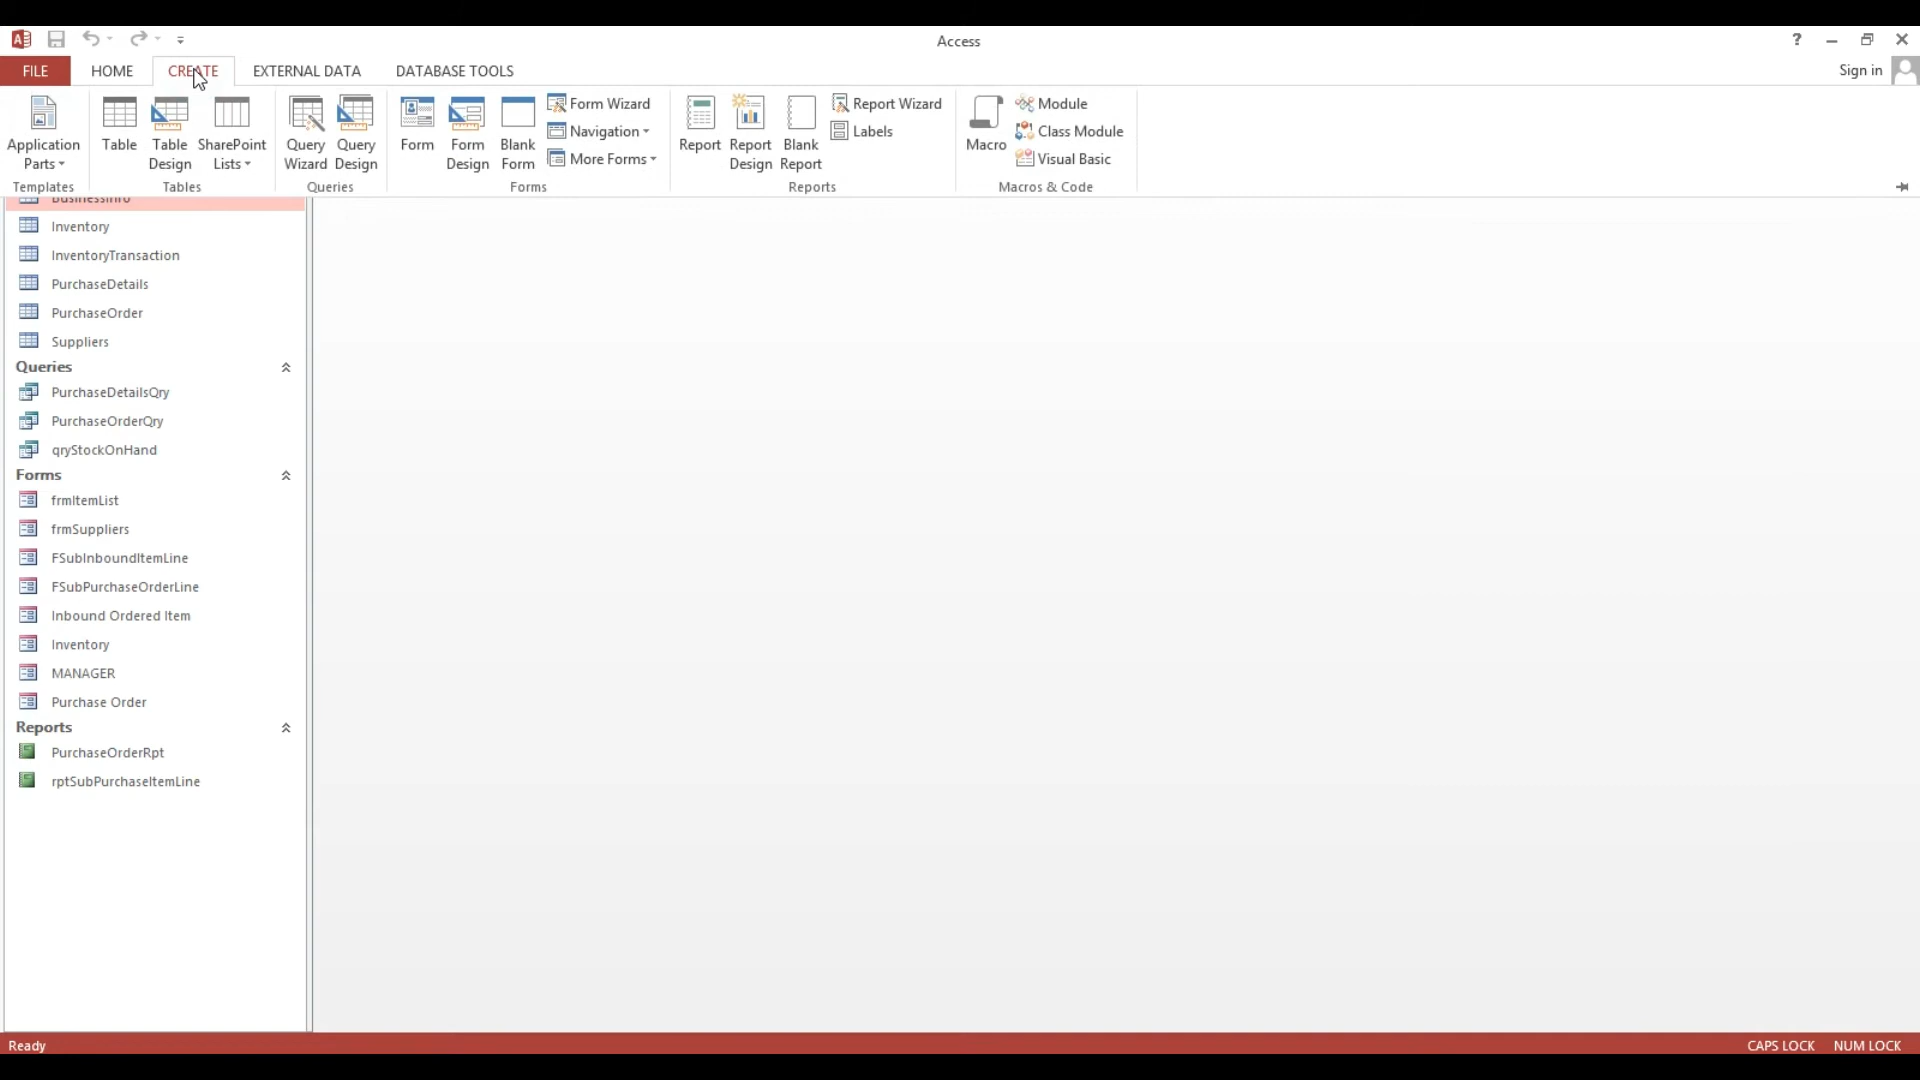 Access
?
FILE HOME CREATE EXTERNAL DATA DATABASE TOOLS Sign in
Application Parts
Templates
Table
Table Design
SharePoint Lists
Tables
Query Wizard
Query Design
Queries
Form
Form Design
Blank Form
Form Wizard
Navigation
More Forms
Forms
Report
Report Design
Blank Report
Report Wizard
Labels
Reports
Macro
Module
Class Module
Visual Basic
Macros & Code
BusinessInfo
Inventory
InventoryTransaction
PurchaseDetails
PurchaseOrder
Suppliers
Queries
PurchaseDetailsQry
PurchaseOrderQry
qryStockOnHand
Forms
frmItemList
frmSuppliers
FSubInboundItemLine
FSubPurchaseOrderLine
Inbound Ordered Item
Inventory
MANAGER
Purchase Order
Reports
PurchaseOrderRpt
rptSubPurchaseItemLine
Ready
CAPS LOCK NUM LOCK